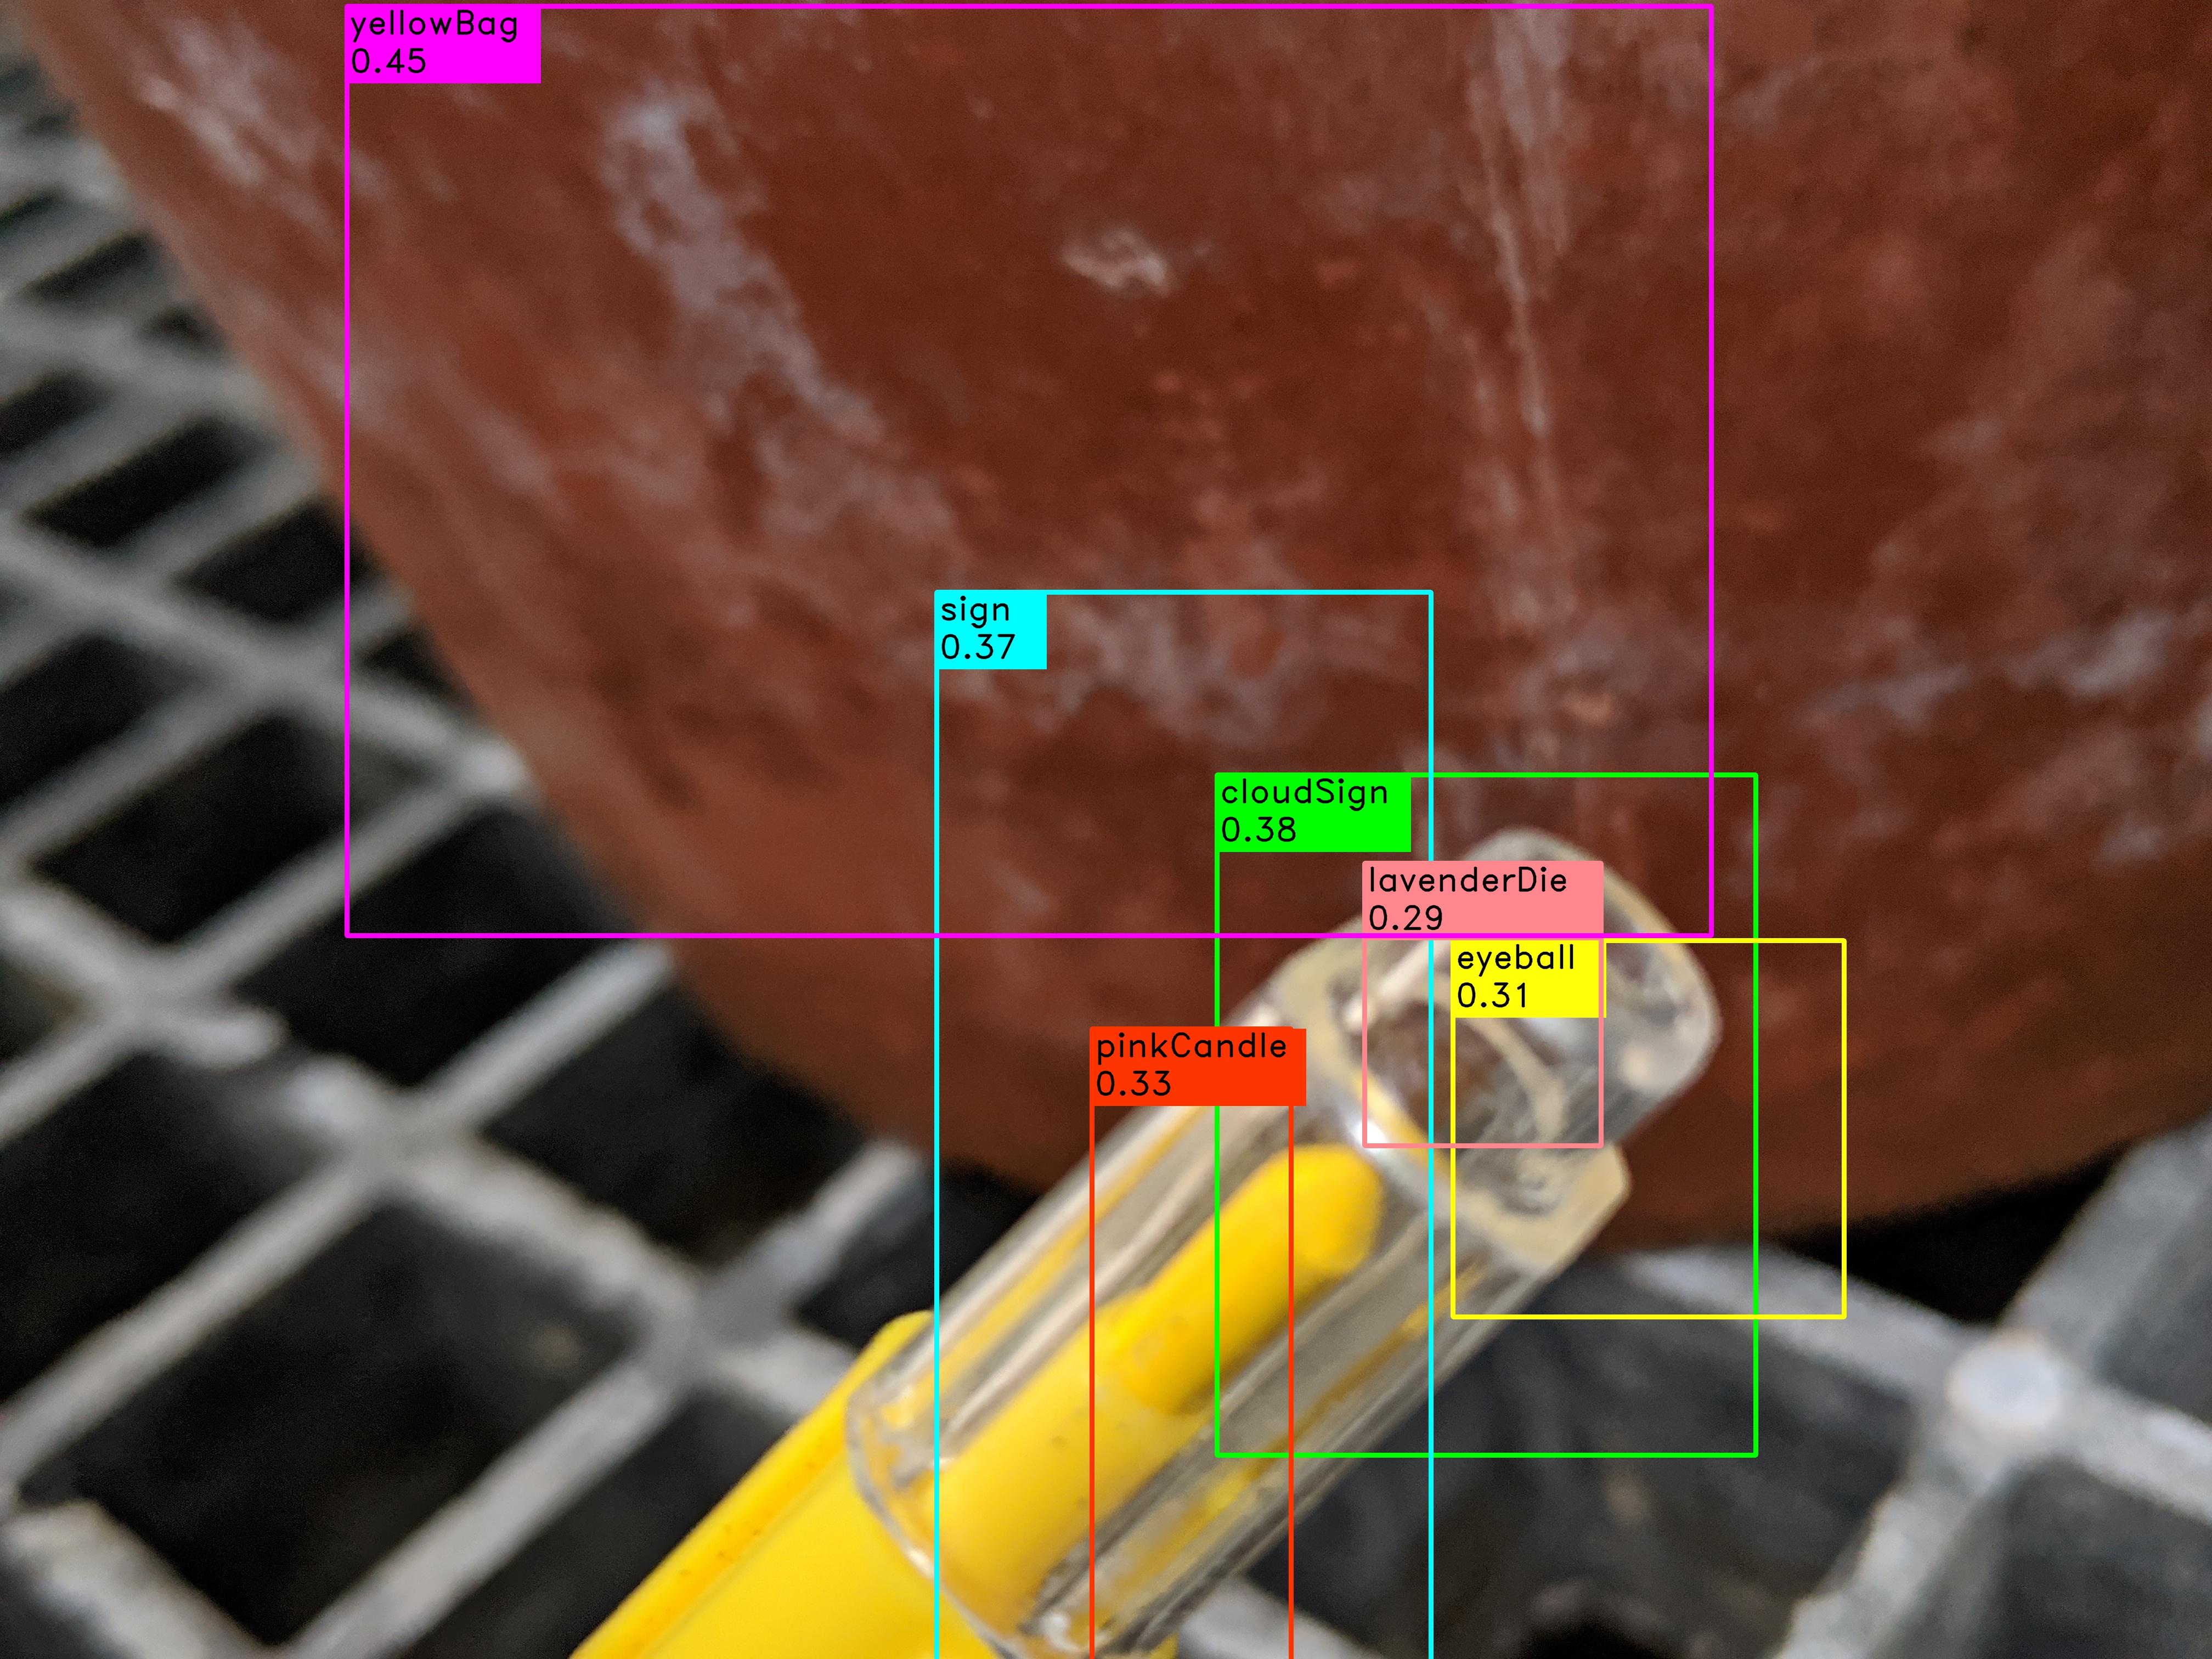 yellowBag
0.45
sign
0.37
cloudSign
0.38
lavenderDie
0.29
eyeball
0.31
pinkCandle
0.33